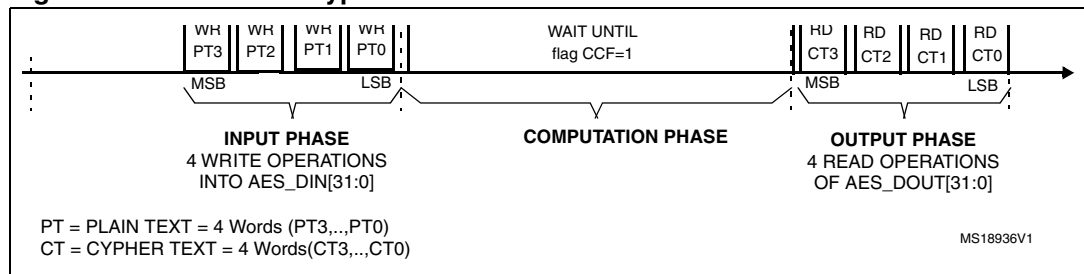 WR WR WR WR
PT3 PT2 PT1 PT0
WAIT UNTIL
flag CCF=1
RD RD RD RD
CT3 CT2 CT1 CT0
MSB LSB
MSB LSB
INPUT PHASE
4 WRITE OPERATIONS
INTO AES_DIN[31:0]
COMPUTATION PHASE
OUTPUT PHASE
4 READ OPERATIONS
OF AES_DOUT[31:0]
PT = PLAIN TEXT = 4 Words (PT3,..,PT0)
CT = CYPHER TEXT = 4 Words(CT3,..,CT0)
MS18936V1